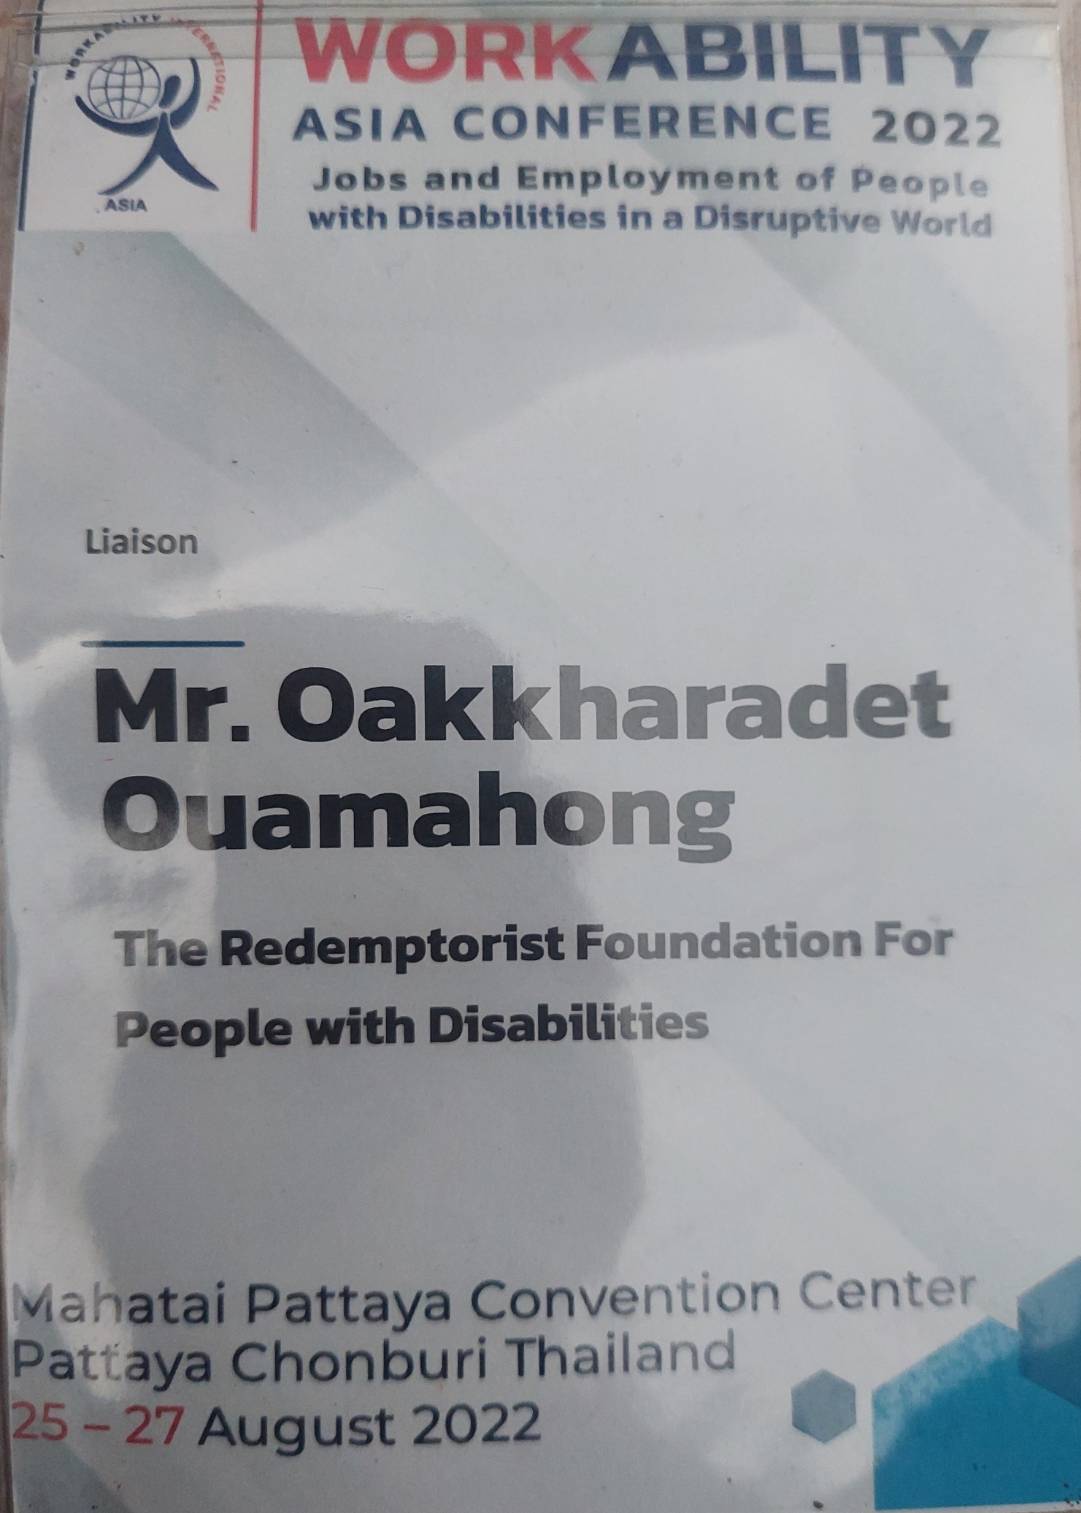 WORKABILITY INTERNATIONAL
ASIA
WORKABILITY
ASIA CONFERENCE 2022
Jobs and Employment of People
with Disabilities in a Disruptive World
Liaison
Mr. Oakkharadet
Ouamahong
The Redemptorist Foundation For
People with Disabilities
Mahatai Pattaya Convention Center
Pattaya Chonburi Thailand
25 – 27 August 2022